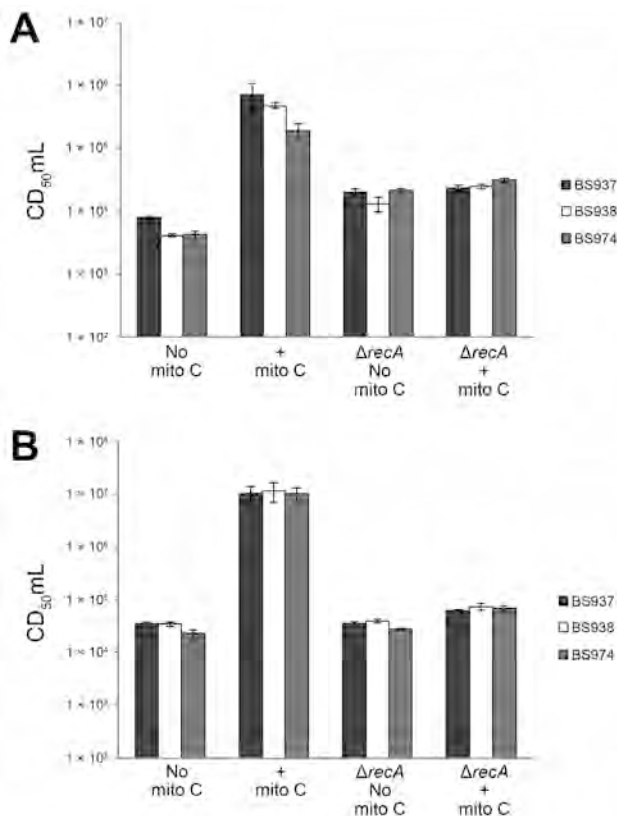 A
1 × 10⁷
1 × 10⁶
1 × 10⁵
1 × 10⁴
1 × 10³
1 × 10²
CD₅₀mL
No mito C
+ mito C
ΔrecA No mito C
ΔrecA + mito C
BS937
BS938
BS974
B
1 × 10⁸
1 × 10⁷
1 × 10⁶
1 × 10⁵
1 × 10⁴
1 × 10³
1 × 10²
CD₅₀mL
No mito C
+ mito C
ΔrecA No mito C
ΔrecA + mito C
BS937
BS938
BS974